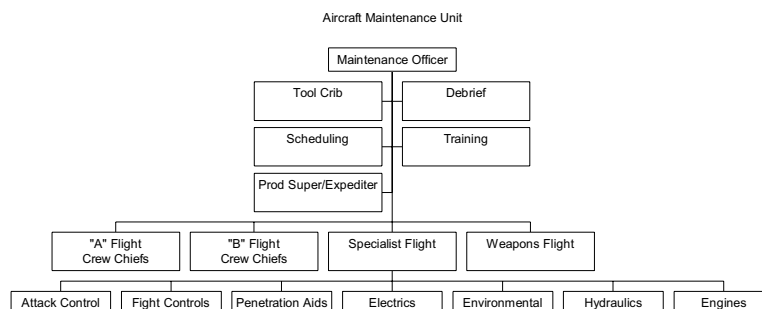 Aircraft Maintenance Unit
Maintenance Officer
Tool Crib
Debrief
Scheduling
Training
Prod Super/Expediter
"A" Flight
Crew Chiefs
"B" Flight
Crew Chiefs
Specialist Flight
Weapons Flight
Attack Control
Fight Controls
Penetration Aids
Electrics
Environmental
Hydraulics
Engines